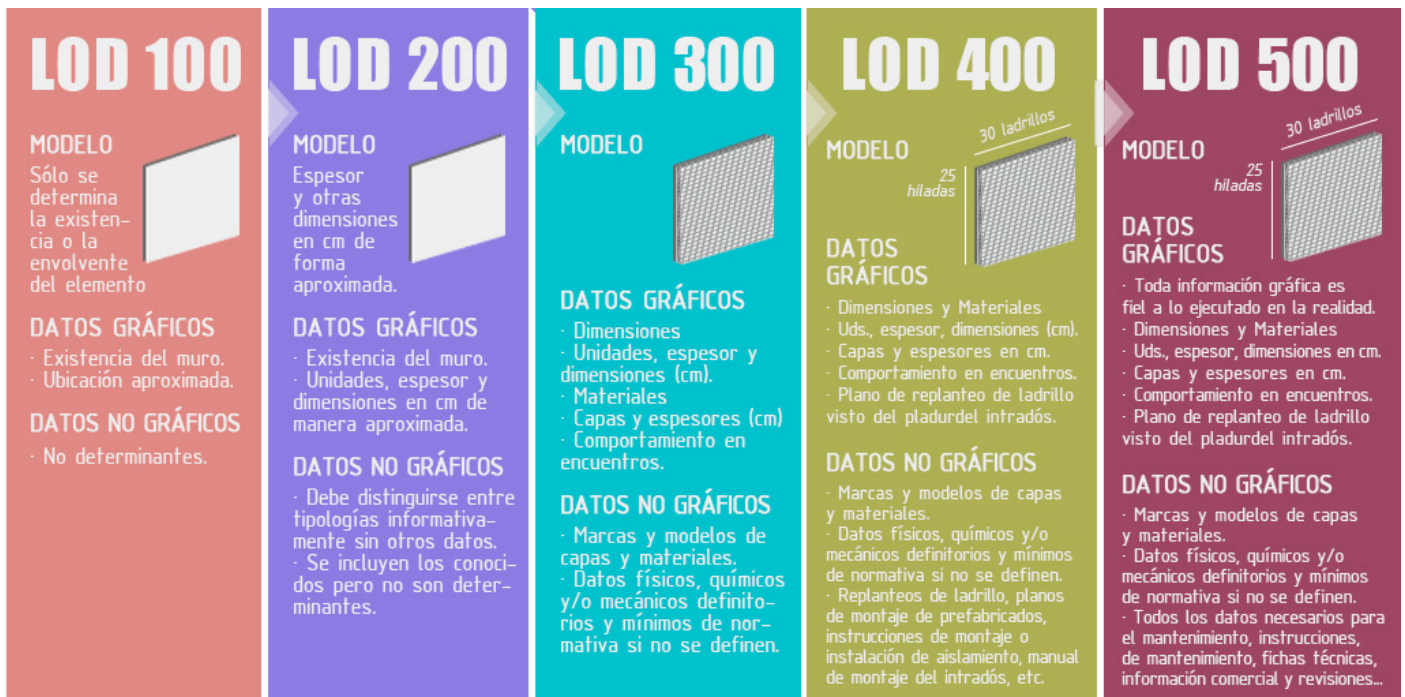 LOD 100
MODELO
Sólo se
determina
la existen-
cia o la
envolvente
del elemento
DATOS GRÁFICOS
· Existencia del muro.
· Ubicación aproximada.
DATOS NO GRÁFICOS
· No determinantes.
LOD 200
MODELO
Espesor
y otras
dimensiones
en cm de
forma
aproximada.
DATOS GRÁFICOS
· Existencia del muro.
· Unidades, espesor y
dimensiones en cm de
manera aproximada.
DATOS NO GRÁFICOS
· Debe distinguirse entre
tipologías informativa-
mente sin otros datos.
· Se incluyen los conoci-
dos pero no son deter-
minantes.
LOD 300
MODELO
DATOS GRÁFICOS
· Dimensiones
· Unidades, espesor y
dimensiones (cm).
· Materiales
· Capas y espesores (cm)
· Comportamiento en
encuentros.
DATOS NO GRÁFICOS
· Marcas y modelos de
capas y materiales.
· Datos físicos, químicos
y/o mecánicos definito-
rios y mínimos de nor-
mativa si no se definen.
LOD 400
30 ladrillos
MODELO
25
hiladas
DATOS
GRÁFICOS
· Dimensiones y Materiales
· Uds., espesor, dimensiones (cm).
· Capas y espesores en cm.
· Comportamiento en encuentros.
· Plano de replanteo de ladrillo
visto del pladurdel intradós.
DATOS NO GRÁFICOS
· Marcas y modelos de capas
y materiales.
· Datos físicos, químicos y/o
mecánicos definitorios y mínimos
de normativa si no se definen.
· Replanteos de ladrillo, planos
de montaje de prefabricados,
instrucciones de montaje o
instalación de aislamiento, manual
de montaje del intradós, etc.
LOD 500
30 ladrillos
MODELO
25
hiladas
DATOS
GRÁFICOS
· Toda información gráfica es
fiel a lo ejecutado en la realidad.
· Dimensiones y Materiales
· Uds., espesor, dimensiones en cm.
· Capas y espesores en cm.
· Comportamiento en encuentros.
· Plano de replanteo de ladrillo
visto del pladurdel intradós.
DATOS NO GRÁFICOS
· Marcas y modelos de capas
y materiales.
· Datos físicos, químicos y/o
mecánicos definitorios y mínimos
de normativa si no se definen.
· Todos los datos necesarios para
el mantenimiento, instrucciones,
de mantenimiento, fichas técnicas,
información comercial y revisiones...